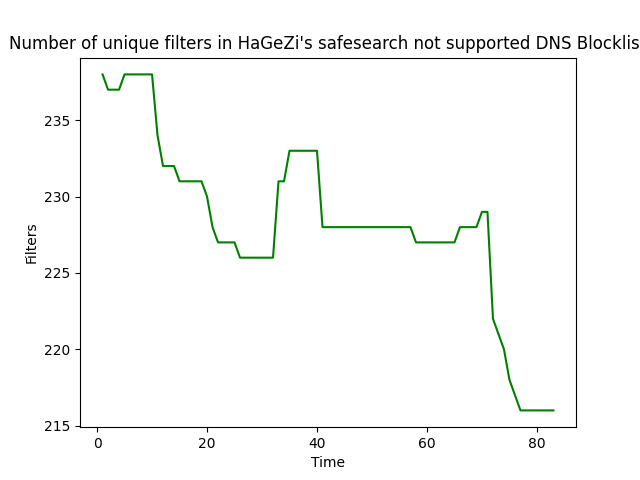 Number of unique filters in HaGeZi's safesearch not supported DNS Blocklis
235
230
225
220
215
Filters
0 20 40 60 80
Time